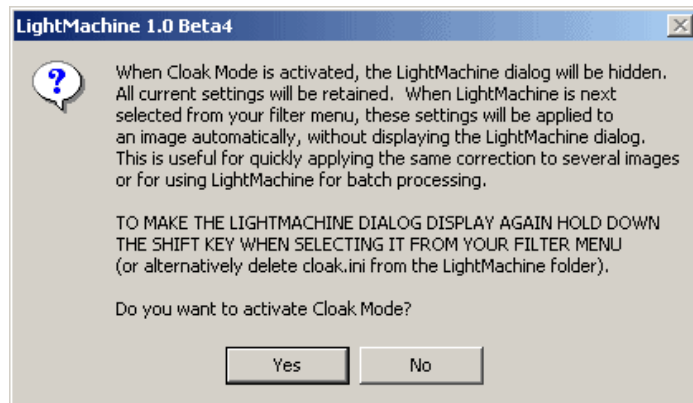 LightMachine 1.0 Beta4
When Cloak Mode is activated, the LightMachine dialog will be hidden.
All current settings will be retained.  When LightMachine is next
selected from your filter menu, these settings will be applied to
an image automatically, without displaying the LightMachine dialog.
This is useful for quickly applying the same correction to several images
or for using LightMachine for batch processing.
TO MAKE THE LIGHTMACHINE DIALOG DISPLAY AGAIN HOLD DOWN
THE SHIFT KEY WHEN SELECTING IT FROM YOUR FILTER MENU
(or alternatively delete cloak.ini from the LightMachine folder).
Do you want to activate Cloak Mode?
Yes No